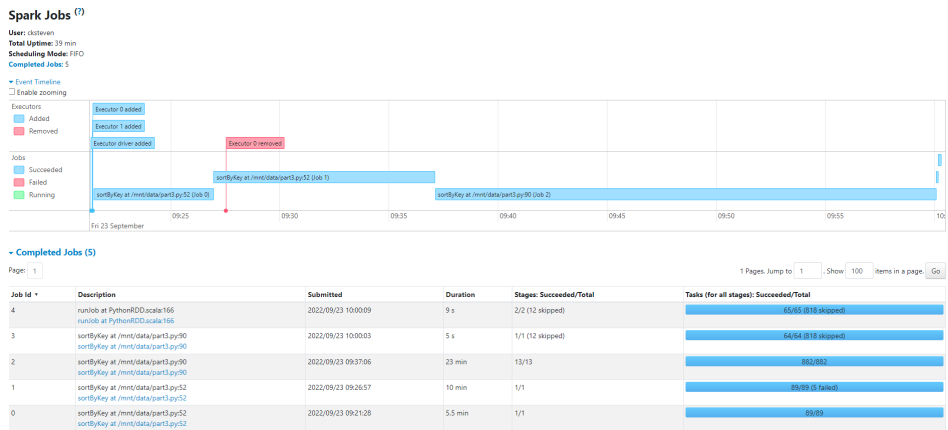 Spark Jobs (?)
User: cksteven
Total Uptime: 39 min
Scheduling Mode: FIFO
Completed Jobs: 5
Event Timeline
Enable zooming
Executors
Added
Removed
Executor 0 added
Executor 1 added
Executor driver added
Executor 0 removed
Jobs
Succeeded
Failed
Running
sortByKey at /mnt/data/part3.py:52 (Job 1)
sortByKey at /mnt/data/part3.py:52 (Job 0)
sortByKey at /mnt/data/part3.py:90 (Job 2)
09:25 09:30 09:35 09:40 09:45 09:50 09:55 10:
Fri 23 September
Completed Jobs (5)
Page: 1
1 Pages. Jump to 1 . Show 100 items in a page. Go
Job Id ▾ Description Submitted Duration Stages: Succeeded/Total Tasks (for all stages): Succeeded/Total
4 runJob at PythonRDD.scala:166 2022/09/23 10:00:09 9 s 2/2 (12 skipped) 65/65 (818 skipped)
runJob at PythonRDD.scala:166
3 sortByKey at /mnt/data/part3.py:90 2022/09/23 10:00:03 5 s 1/1 (12 skipped) 64/64 (818 skipped)
sortByKey at /mnt/data/part3.py:90
2 sortByKey at /mnt/data/part3.py:90 2022/09/23 09:37:06 23 min 13/13 882/882
sortByKey at /mnt/data/part3.py:90
1 sortByKey at /mnt/data/part3.py:52 2022/09/23 09:26:57 10 min 1/1 89/89 (5 failed)
sortByKey at /mnt/data/part3.py:52
0 sortByKey at /mnt/data/part3.py:52 2022/09/23 09:21:28 5.5 min 1/1 89/89
sortByKey at /mnt/data/part3.py:52